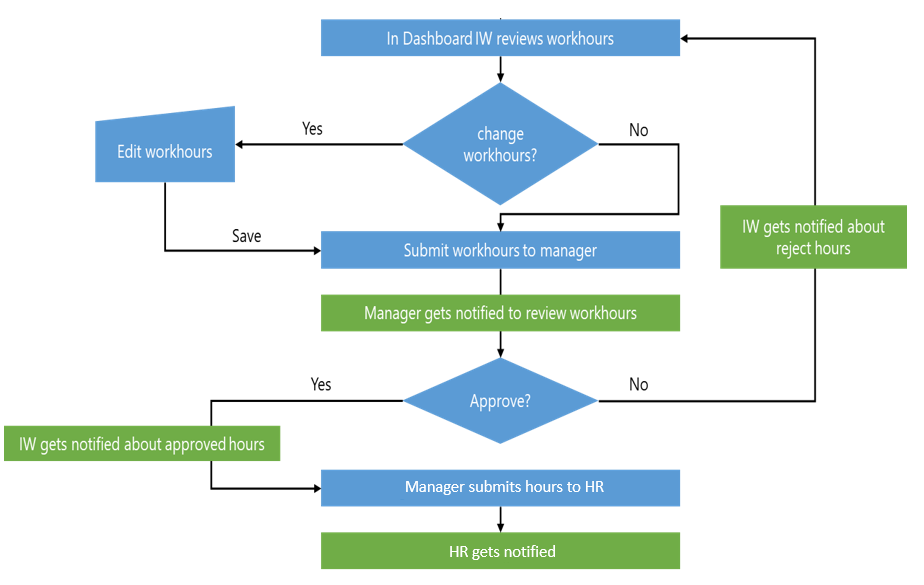 In Dashboard IW reviews workhours
change
workhours?
Yes
No
Edit workhours
IW gets notified about
reject hours
Save
Submit workhours to manager
Manager gets notified to review workhours
Yes
No
Approve?
IW gets notified about approved hours
Manager submits hours to HR
HR gets notified